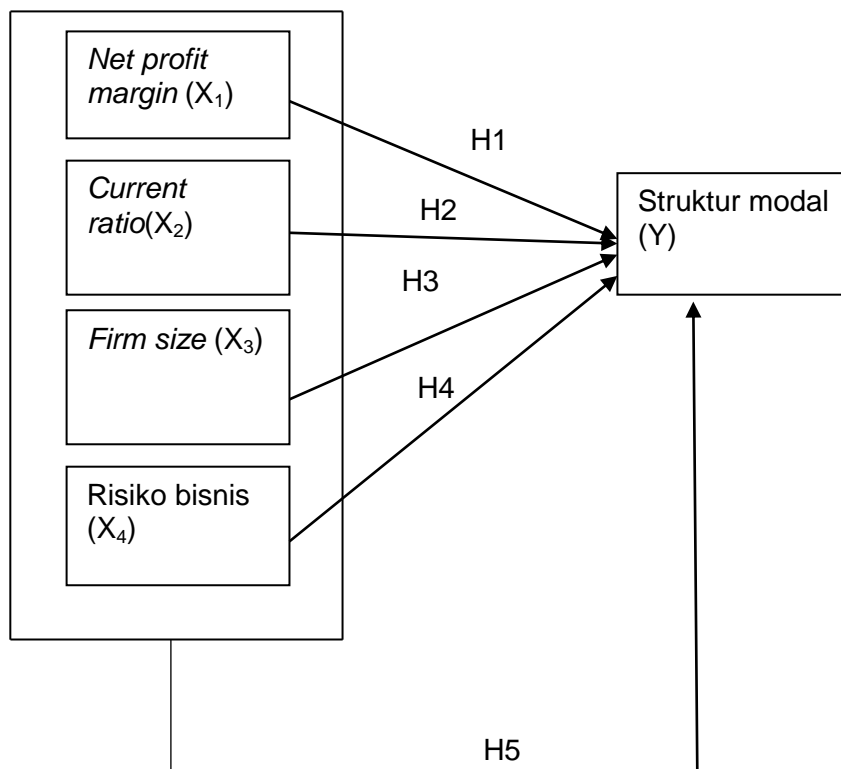 Net profit
margin (X₁)
H1
Current
ratio(X₂)
H2
Struktur modal
(Y)
H3
Firm size (X₃)
H4
Risiko bisnis
(X₄)
H5